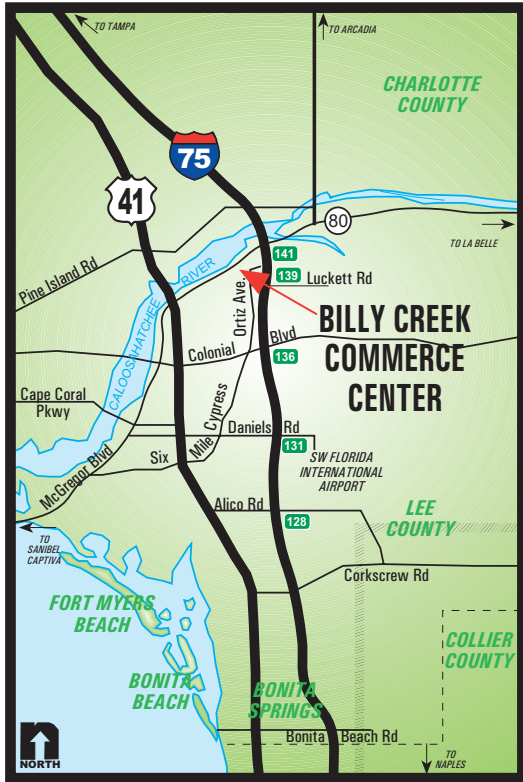 TO TAMPA
TO ARCADIA
CHARLOTTE
COUNTY
75
41
80
TO LA BELLE
141
139
Luckett Rd
Pine Island Rd
CALOOSAHATCHEE
RIVER
Ortiz Ave.
BILLY CREEK
COMMERCE
CENTER
Colonial
Blvd
136
Cape Coral
Pkwy
Six
Mile
Cypress
Daniels
Rd
131
SW FLORIDA
INTERNATIONAL
AIRPORT
McGregor Blvd
Alico Rd
128
LEE
COUNTY
TO
SANIBEL
CAPTIVA
Corkscrew Rd
FORT MYERS
BEACH
COLLIER
COUNTY
BONITA
BEACH
BONITA
SPRINGS
Bonita
Beach Rd
n
NORTH
TO
NAPLES